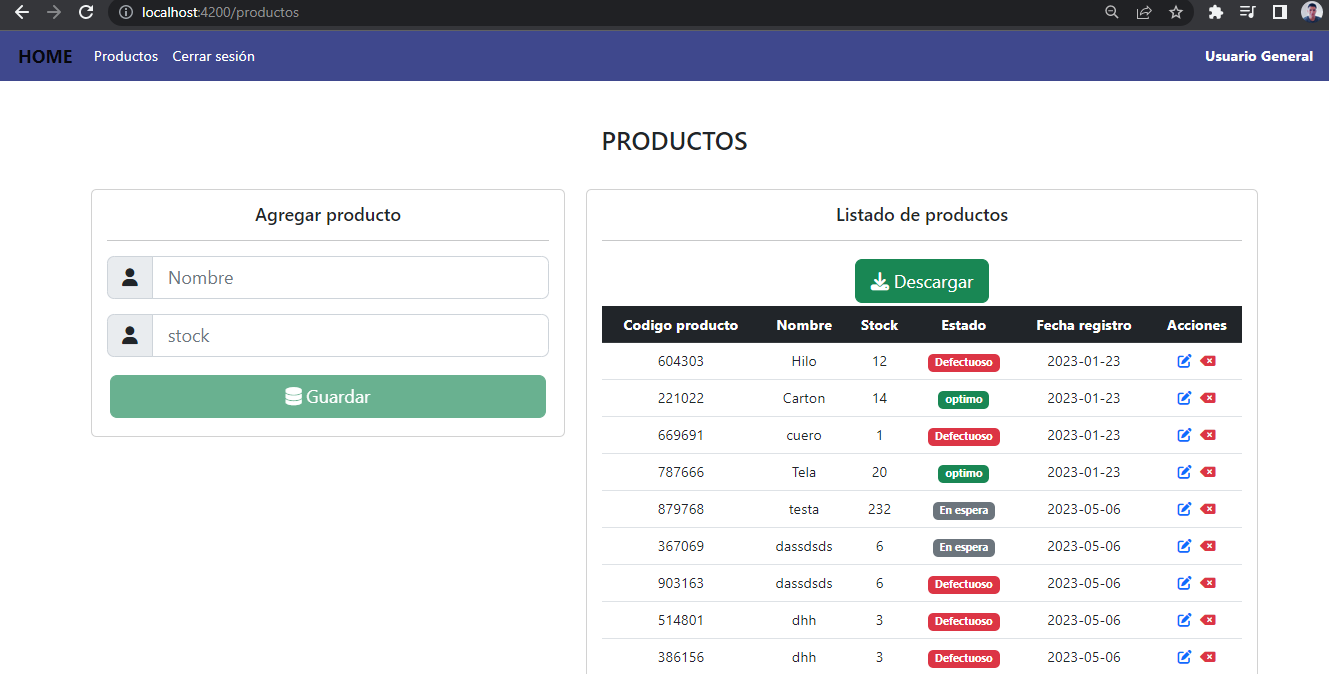 localhost:4200/productos
HOME Productos Cerrar sesión Usuario General
PRODUCTOS
Agregar producto
Nombre
stock
Guardar
Listado de productos
Descargar
Codigo producto Nombre Stock Estado Fecha registro Acciones
604303 Hilo 12 Defectuoso 2023-01-23
221022 Carton 14 optimo 2023-01-23
669691 cuero 1 Defectuoso 2023-01-23
787666 Tela 20 optimo 2023-01-23
879768 testa 232 En espera 2023-05-06
367069 dassdsds 6 En espera 2023-05-06
903163 dassdsds 6 Defectuoso 2023-05-06
514801 dhh 3 Defectuoso 2023-05-06
386156 dhh 3 Defectuoso 2023-05-06